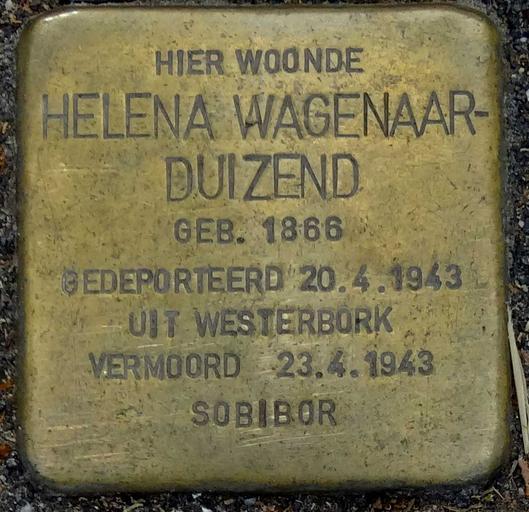 HIER WOONDE
HELENA WAGENAAR-
DUIZEND
GEB. 1866
GEDEPORTEERD 20.4.1943
UIT WESTERBORK
VERMOORD 23.4.1943
SOBIBOR